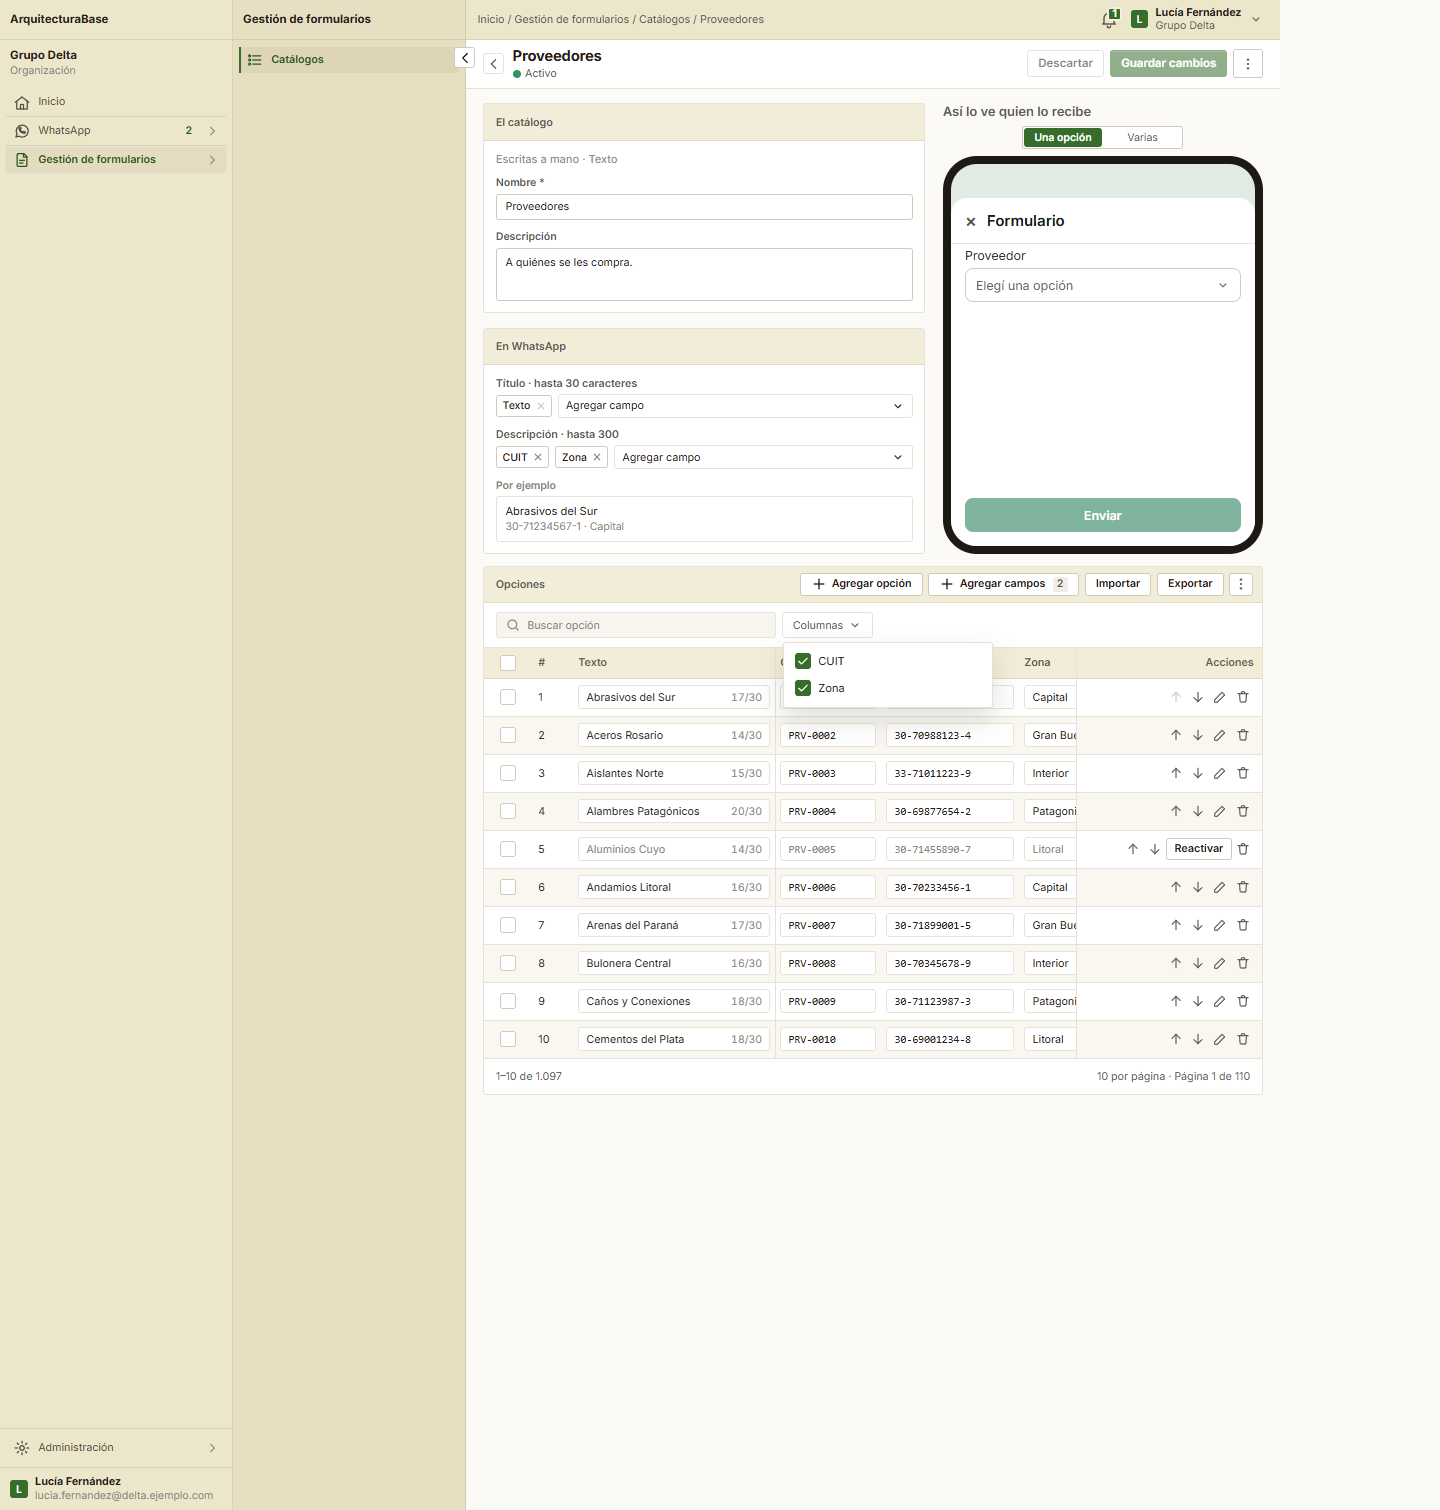 ArquitecturaBase
Grupo Delta
Organización
Inicio
WhatsApp 2
Gestión de formularios
Administración
L Lucía Fernández
lucia.fernandez@delta.ejemplo.com
Gestión de formularios
Catálogos
Inicio / Gestión de formularios / Catálogos / Proveedores
1
L Lucía Fernández
Grupo Delta
Proveedores
Activo
Descartar
Guardar cambios
El catálogo
Escritas a mano · Texto
Nombre *
Proveedores
Descripción
A quiénes se les compra.
En WhatsApp
Título · hasta 30 caracteres
Texto Agregar campo
Descripción · hasta 300
CUIT Zona Agregar campo
Por ejemplo
Abrasivos del Sur
30-71234567-1 · Capital
Así lo ve quien lo recibe
Una opción Varias
Formulario
Proveedor
Elegí una opción
Enviar
Opciones
Agregar opción
Agregar campos 2
Importar
Exportar
Buscar opción
Columnas
CUIT
Zona
# Texto Zona Acciones
1 Abrasivos del Sur 17/30 Capital
2 Aceros Rosario 14/30 PRV-0002 30-70988123-4 Gran Bue
3 Aislantes Norte 15/30 PRV-0003 33-71011223-9 Interior
4 Alambres Patagónicos 20/30 PRV-0004 30-69877654-2 Patagoni
5 Aluminios Cuyo 14/30 PRV-0005 30-71455890-7 Litoral Reactivar
6 Andamios Litoral 16/30 PRV-0006 30-70233456-1 Capital
7 Arenas del Paraná 17/30 PRV-0007 30-71899001-5 Gran Bue
8 Bulonera Central 16/30 PRV-0008 30-70345678-9 Interior
9 Caños y Conexiones 18/30 PRV-0009 30-71123987-3 Patagoni
10 Cementos del Plata 18/30 PRV-0010 30-69001234-8 Litoral
1–10 de 1.097
10 por página · Página 1 de 110